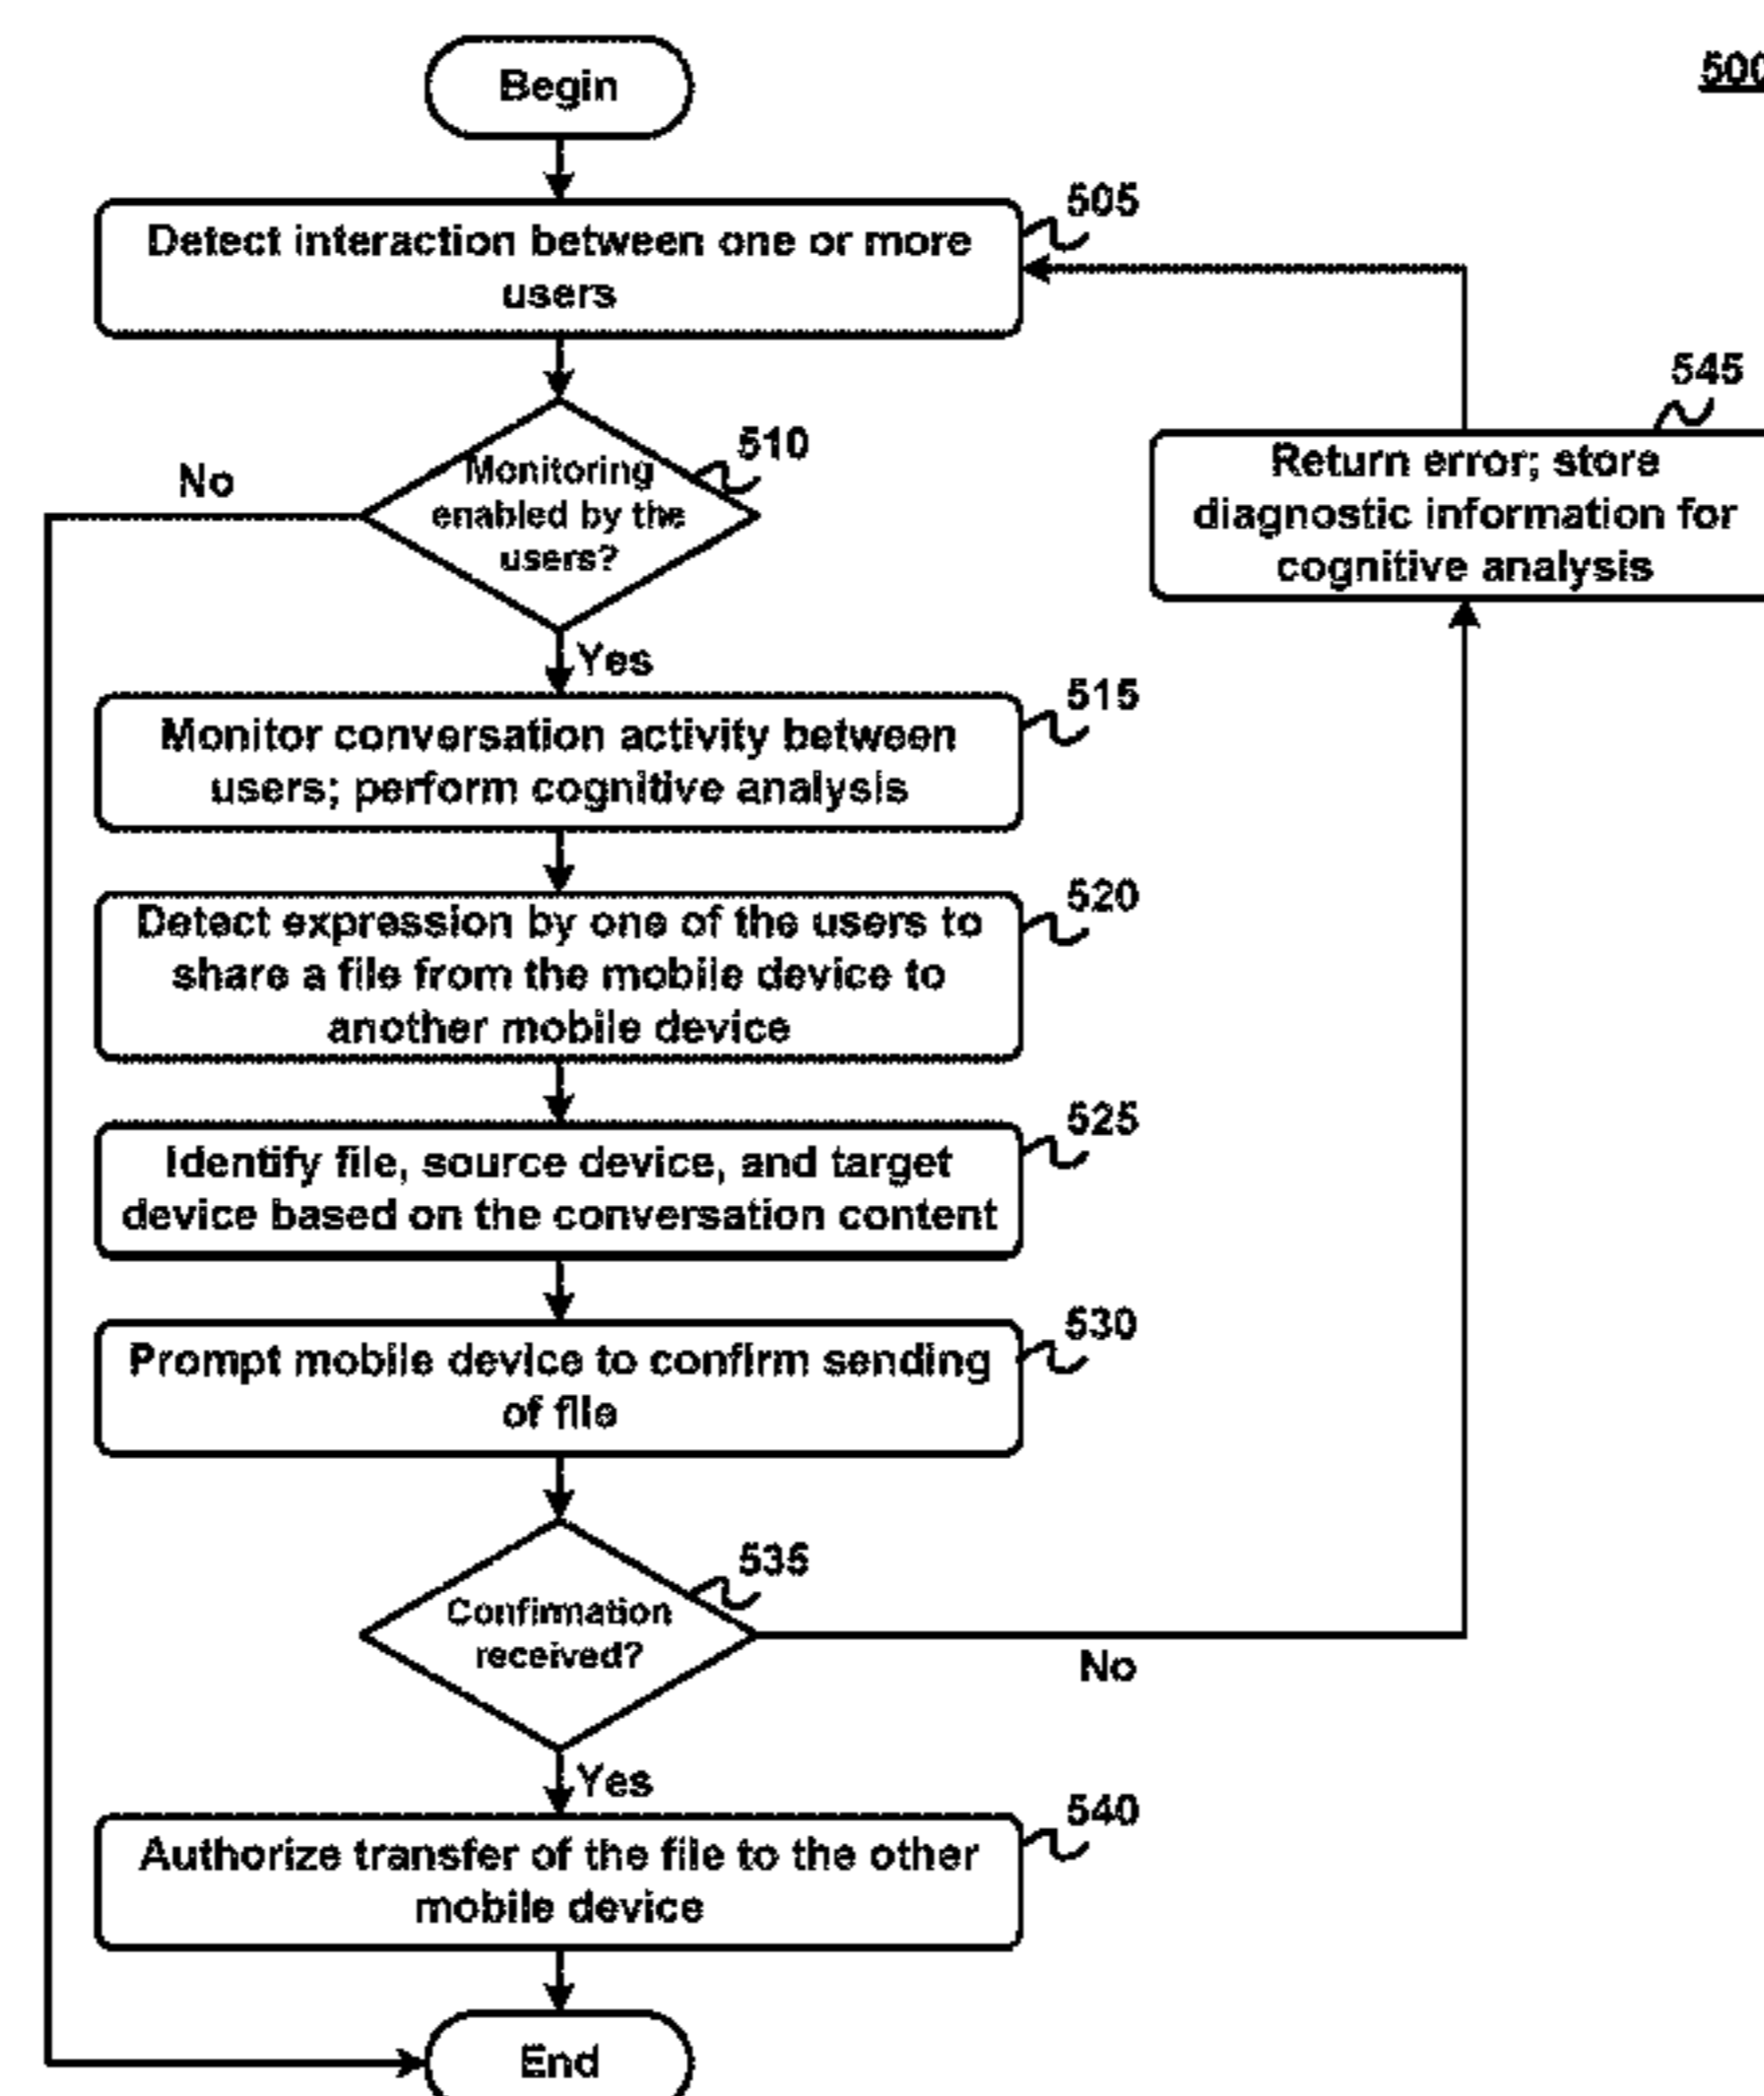 500
Begin
505
Detect interaction between one or more
users
510
Monitoring
enabled by the
users?
No
Yes
545
Return error; store
diagnostic information for
cognitive analysis
515
Monitor conversation activity between
users; perform cognitive analysis
520
Detect expression by one of the users to
share a file from the mobile device to
another mobile device
525
Identify file, source device, and target
device based on the conversation content
530
Prompt mobile device to confirm sending
of file
535
Confirmation
received?
No
Yes
540
Authorize transfer of the file to the other
mobile device
End